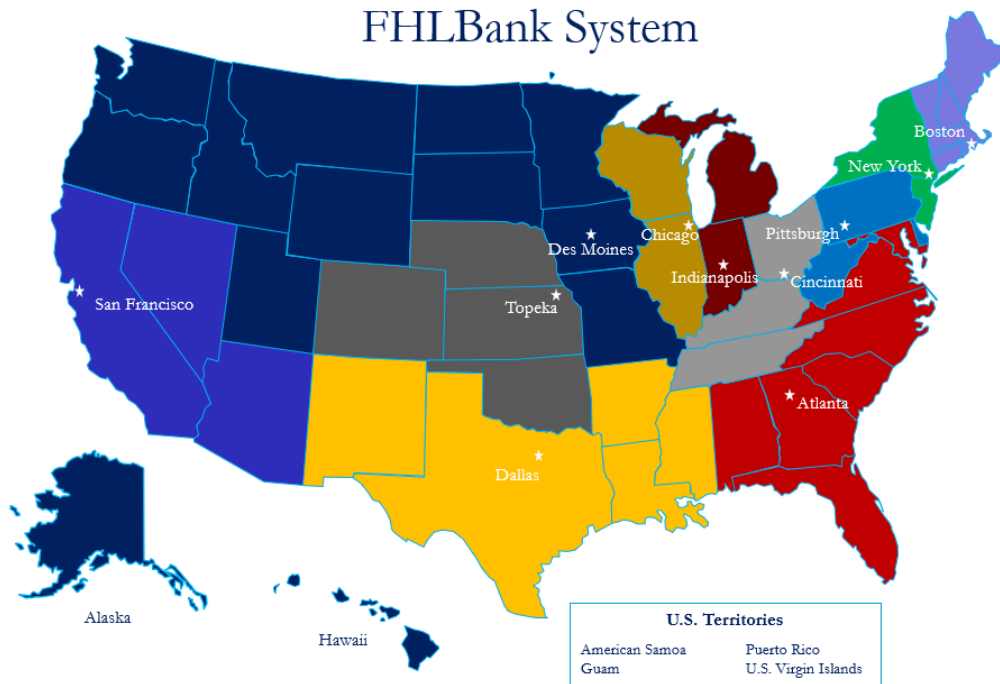 FHLBank System
Boston
New York
Pittsburgh
Chicago
Des Moines
Indianapolis
Cincinnati
San Francisco
Topeka
Atlanta
Dallas
Alaska
Hawaii
U.S. Territories
American Samoa
Puerto Rico
Guam
U.S. Virgin Islands